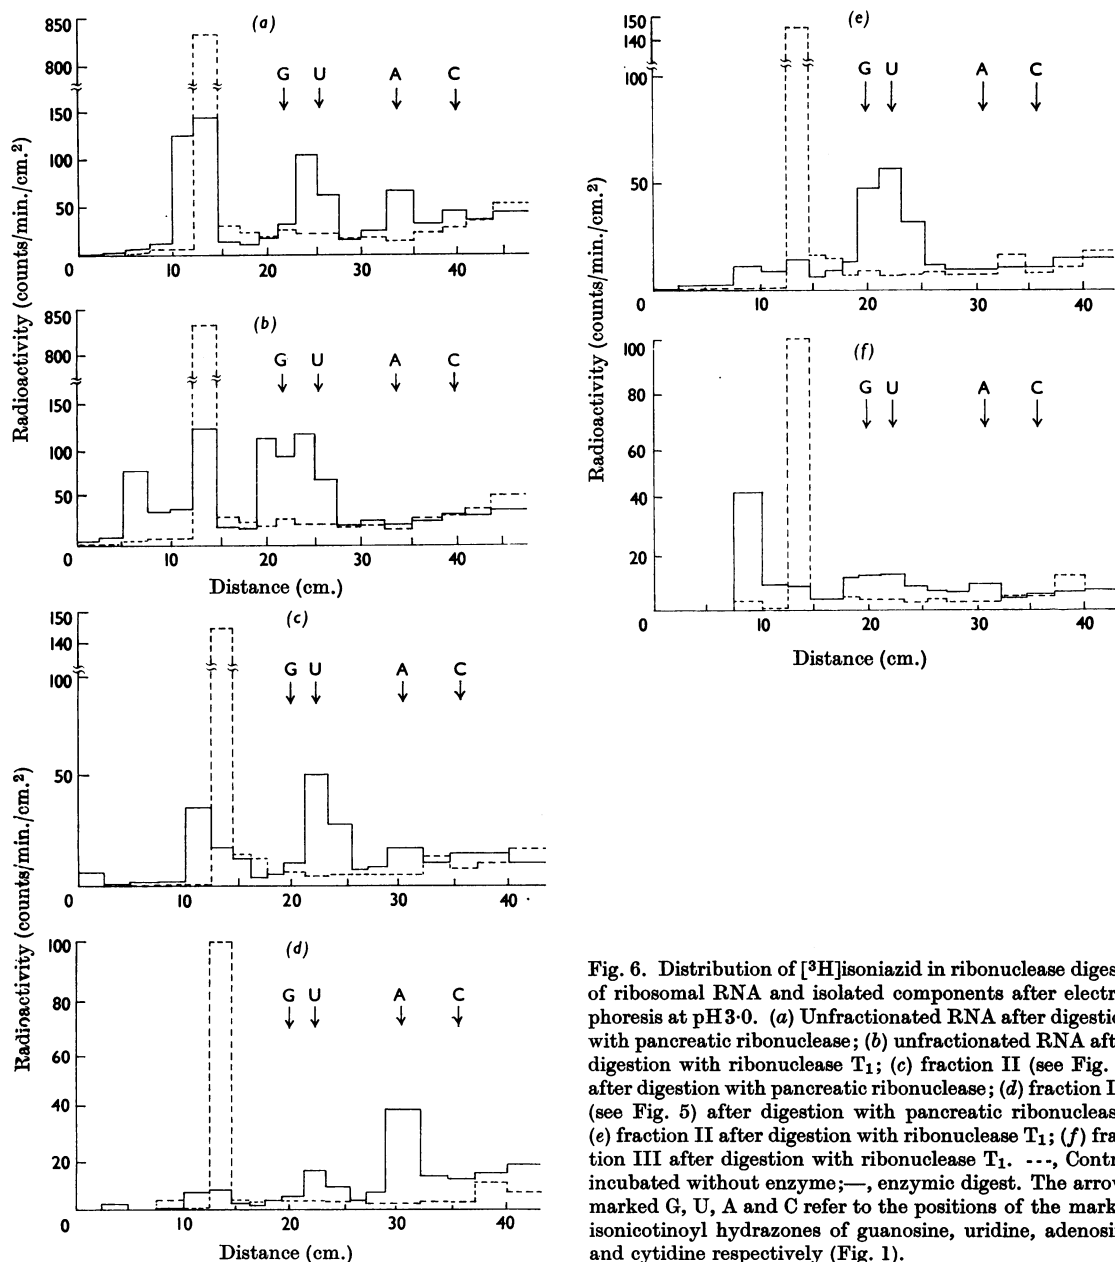 (a)
850
800
150
100
50
0
10
20
30
40
G U A C
(b)
850
800
150
100
50
0
10
20
30
40
G U A C
Distance (cm.)
Radioactivity (counts/min./cm.²)
(c)
150
140
100
50
0
10
20
30
40
G U A C
(d)
100
80
60
40
20
0
10
20
30
40
G U A C
Distance (cm.)
Radioactivity (counts/min./cm.²)
(e)
150
140
100
50
0
10
20
30
40
G U A C
(f)
100
80
60
40
20
0
10
20
30
40
G U A C
Distance (cm.)
Radioactivity (counts/min./cm.²)
Fig. 6. Distribution of [³H]isoniazid in ribonuclease diges
of ribosomal RNA and isolated components after electr
phoresis at pH 3·0. (a) Unfractionated RNA after digestio
with pancreatic ribonuclease; (b) unfractionated RNA aft
digestion with ribonuclease T₁; (c) fraction II (see Fig.
after digestion with pancreatic ribonuclease; (d) fraction I
(see Fig. 5) after digestion with pancreatic ribonucleas
(e) fraction II after digestion with ribonuclease T₁; (f) fra
tion III after digestion with ribonuclease T₁. ---, Contr
incubated without enzyme; —, enzymic digest. The arrow
marked G, U, A and C refer to the positions of the mark
isonicotinoyl hydrazones of guanosine, uridine, adenosi
and cytidine respectively (Fig. 1).